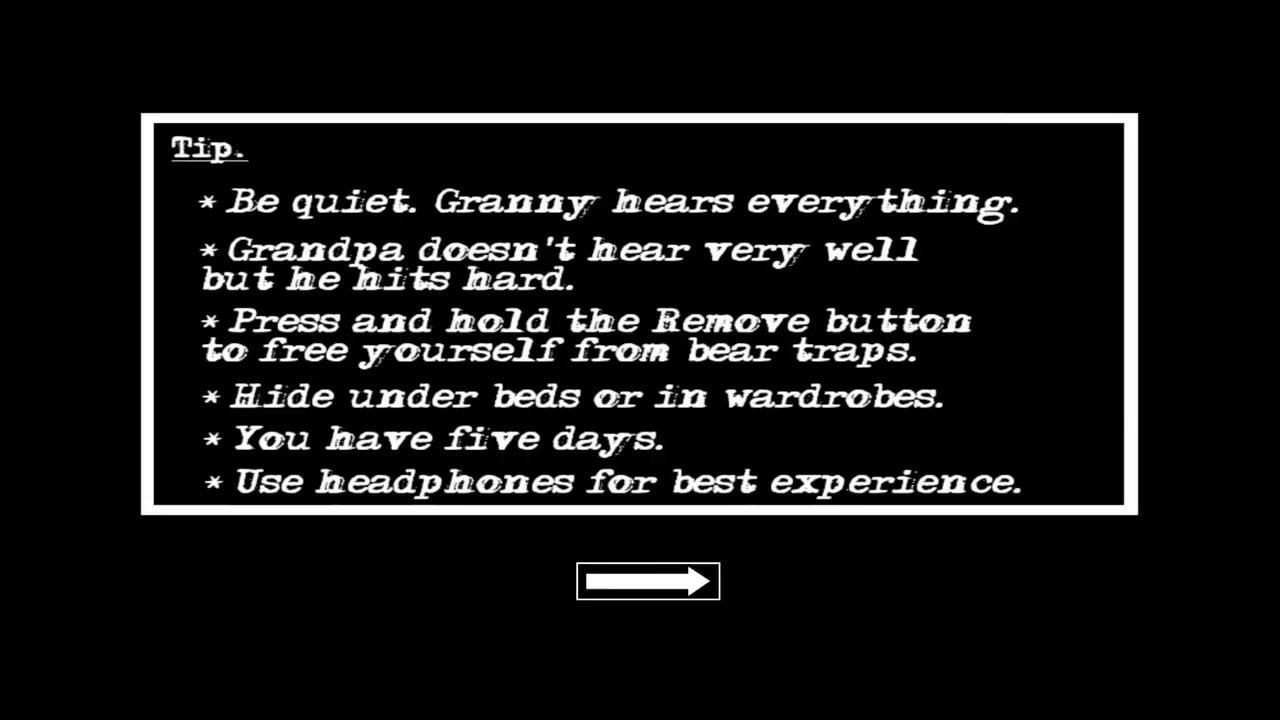 Tip.
* Be quiet. Granny hears everything.
* Grandpa doesn't hear very well
but he hits hard.
* Press and hold the Remove button
to free yourself from bear traps.
* Hide under beds or in wardrobes.
* You have five days.
* Use headphones for best experience.